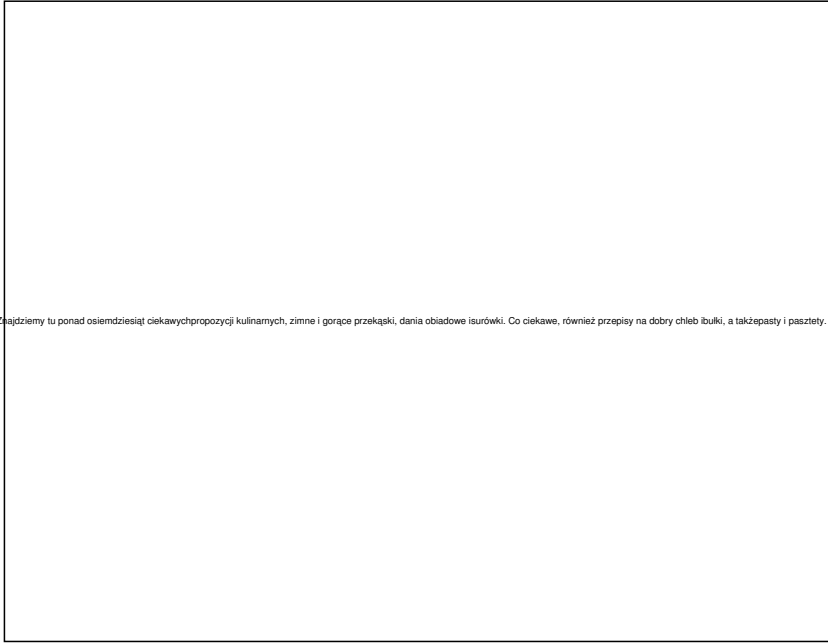 Znajdziemy tu ponad osiemdziesiąt ciekawychpropozycji kulinarnych, zimne i gorące przekąski, dania obiadowe isurówki. Co ciekawe, również przepisy na dobry chleb ibułki, a takżepasty i pasztety.